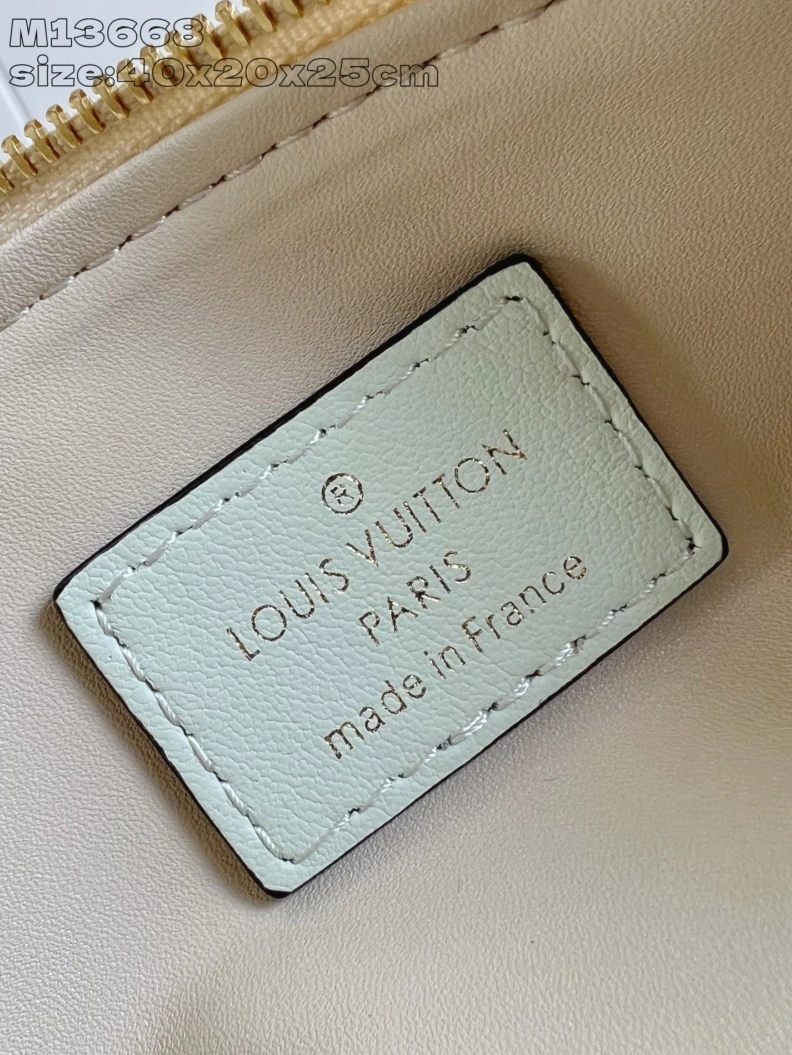 M13668
size:40x20x25cm
®
LOUIS VUITTON
PARIS
made in France